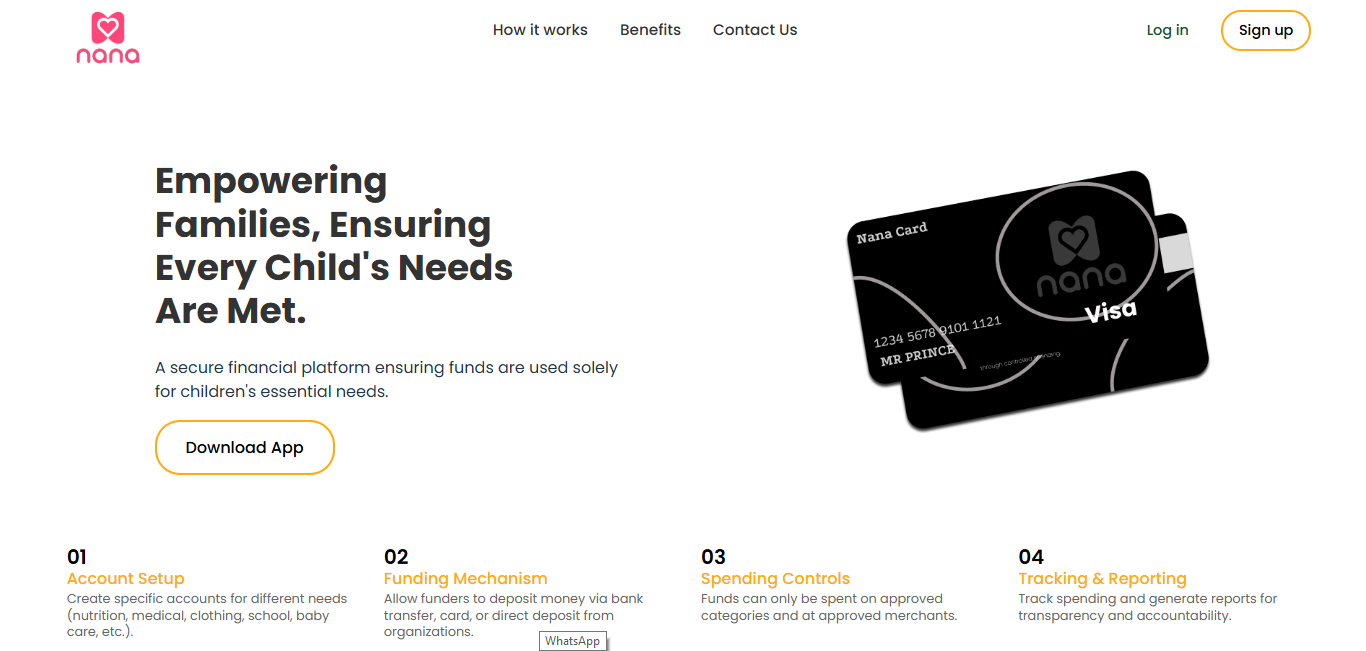 nana
How it works
Benefits
Contact Us
Log in
Sign up
Empowering
Families, Ensuring
Every Child's Needs
Are Met.
A secure financial platform ensuring funds are used solely
for children's essential needs.
Download App
Nana Card
nana
Visa
1234 5678 9101 1121
MR PRINCE
through controlled spending
01
Account Setup
Create specific accounts for different needs
(nutrition, medical, clothing, school, baby
care, etc.).
02
Funding Mechanism
Allow funders to deposit money via bank
transfer, card, or direct deposit from
organizations.
WhatsApp
03
Spending Controls
Funds can only be spent on approved
categories and at approved merchants.
04
Tracking & Reporting
Track spending and generate reports for
transparency and accountability.